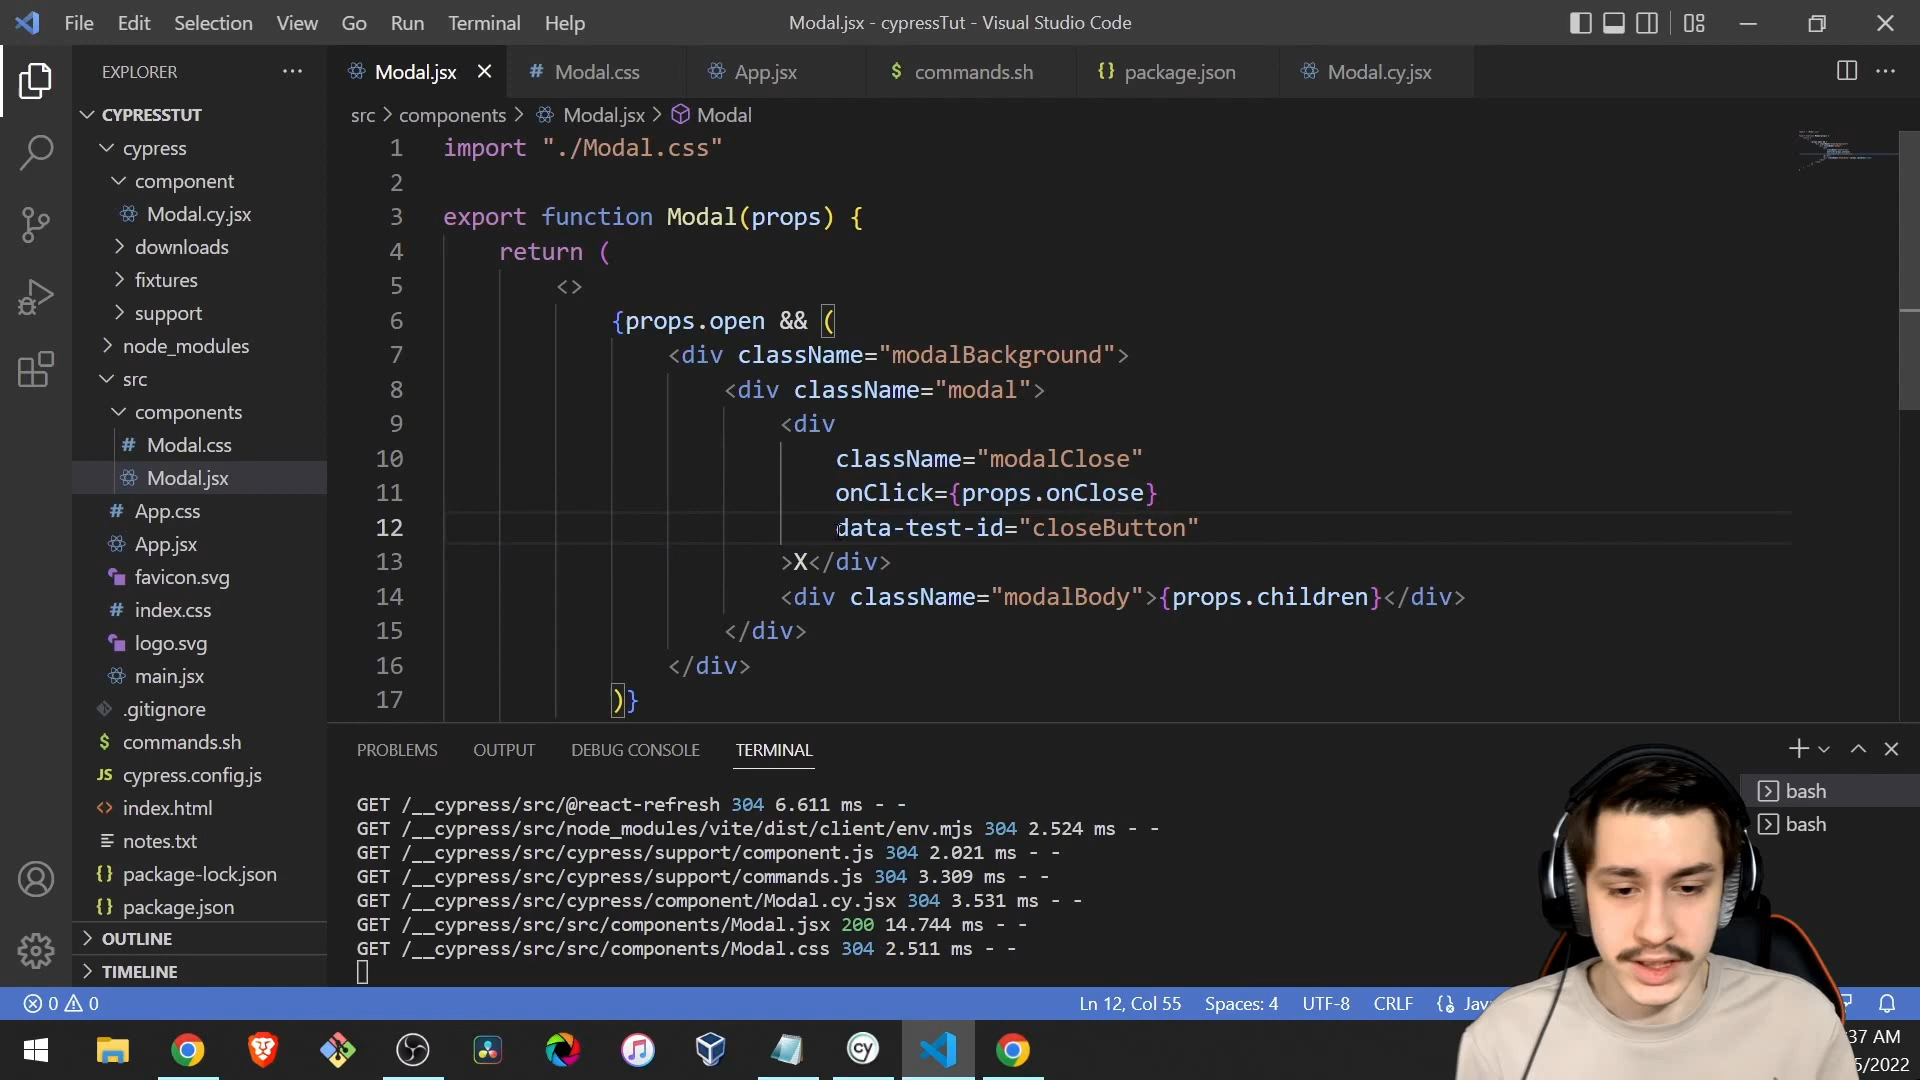 File Edit Selection View Go Run Terminal Help
Modal.jsx - cypressTut - Visual Studio Code
EXPLORER
CYPRESSTUT
cypress
component
Modal.cy.jsx
downloads
fixtures
support
node_modules
src
components
Modal.css
Modal.jsx
App.css
App.jsx
favicon.svg
index.css
logo.svg
main.jsx
.gitignore
commands.sh
cypress.config.js
index.html
notes.txt
package-lock.json
package.json
OUTLINE
TIMELINE
Modal.jsx Modal.css App.jsx commands.sh package.json Modal.cy.jsx
src > components > Modal.jsx > Modal
1 import "./Modal.css"
2
3 export function Modal(props) {
4 return (
5 <>
6 {props.open && (
7 <div className="modalBackground">
8 <div className="modal">
9 <div
10 className="modalClose"
11 onClick={props.onClose}
12 data-test-id="closeButton"
13 >X</div>
14 <div className="modalBody">{props.children}</div>
15 </div>
16 </div>
17 )}
PROBLEMS OUTPUT DEBUG CONSOLE TERMINAL
GET /__cypress/src/@react-refresh 304 6.611 ms - -
GET /__cypress/src/node_modules/vite/dist/client/env.mjs 304 2.524 ms - -
GET /__cypress/src/cypress/support/component.js 304 2.021 ms - -
GET /__cypress/src/cypress/support/commands.js 304 3.309 ms - -
GET /__cypress/src/cypress/component/Modal.cy.jsx 304 3.531 ms - -
GET /__cypress/src/src/components/Modal.jsx 200 14.744 ms - -
GET /__cypress/src/src/components/Modal.css 304 2.511 ms - -
bash
bash
0 0
Ln 12, Col 55 Spaces: 4 UTF-8 CRLF
cy
37 AM
/2022